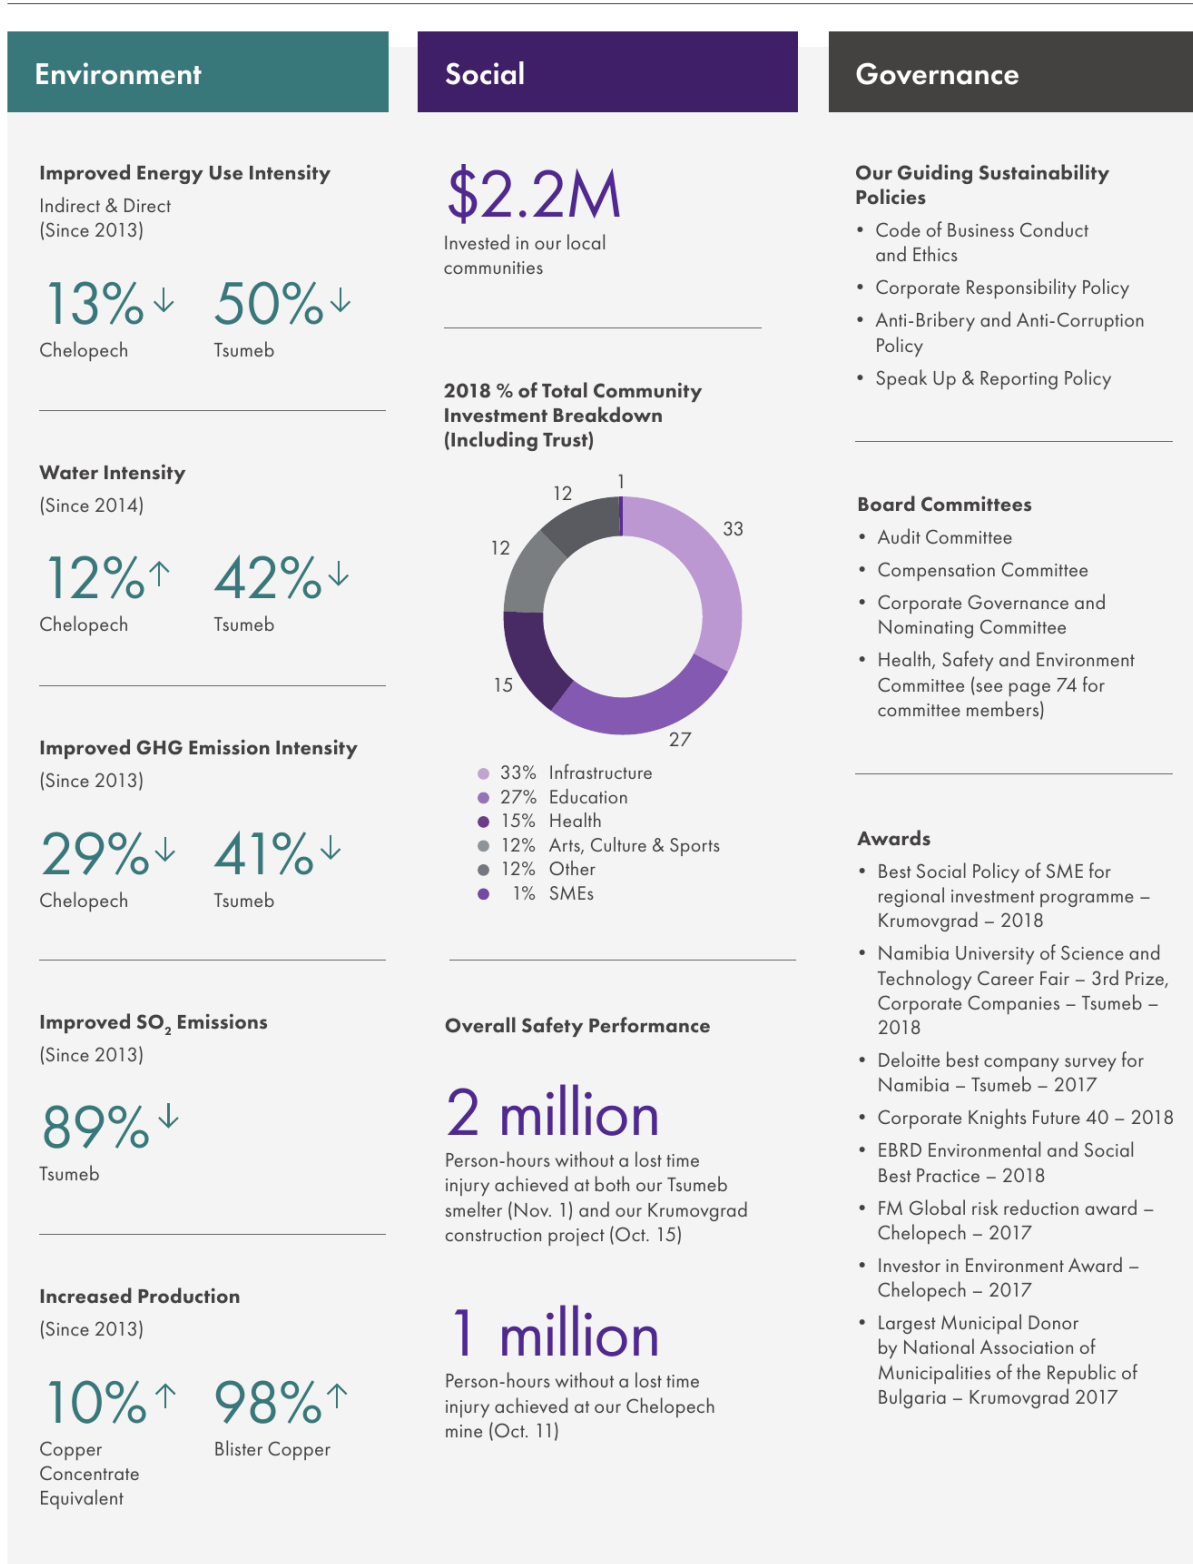 Environment
Improved Energy Use Intensity
Indirect & Direct
(Since 2013)
13%↓ 50%↓
Chelopech Tsumeb
Water Intensity
(Since 2014)
12%↑ 42%↓
Chelopech Tsumeb
Improved GHG Emission Intensity
(Since 2013)
29%↓ 41%↓
Chelopech Tsumeb
Improved SO₂ Emissions
(Since 2013)
89%↓
Tsumeb
Increased Production
(Since 2013)
10%↑ 98%↑
Copper Blister Copper
Concentrate
Equivalent
Social
$2.2M
Invested in our local
communities
2018 % of Total Community
Investment Breakdown
(Including Trust)
1
12
33
12
15
27
33% Infrastructure
27% Education
15% Health
12% Arts, Culture & Sports
12% Other
1% SMEs
Overall Safety Performance
2 million
Person-hours without a lost time
injury achieved at both our Tsumeb
smelter (Nov. 1) and our Krumovgrad
construction project (Oct. 15)
1 million
Person-hours without a lost time
injury achieved at our Chelopech
mine (Oct. 11)
Governance
Our Guiding Sustainability
Policies
• Code of Business Conduct
and Ethics
• Corporate Responsibility Policy
• Anti-Bribery and Anti-Corruption
Policy
• Speak Up & Reporting Policy
Board Committees
• Audit Committee
• Compensation Committee
• Corporate Governance and
Nominating Committee
• Health, Safety and Environment
Committee (see page 74 for
committee members)
Awards
• Best Social Policy of SME for
regional investment programme –
Krumovgrad – 2018
• Namibia University of Science and
Technology Career Fair – 3rd Prize,
Corporate Companies – Tsumeb –
2018
• Deloitte best company survey for
Namibia – Tsumeb – 2017
• Corporate Knights Future 40 – 2018
• EBRD Environmental and Social
Best Practice – 2018
• FM Global risk reduction award –
Chelopech – 2017
• Investor in Environment Award –
Chelopech – 2017
• Largest Municipal Donor
by National Association of
Municipalities of the Republic of
Bulgaria – Krumovgrad 2017